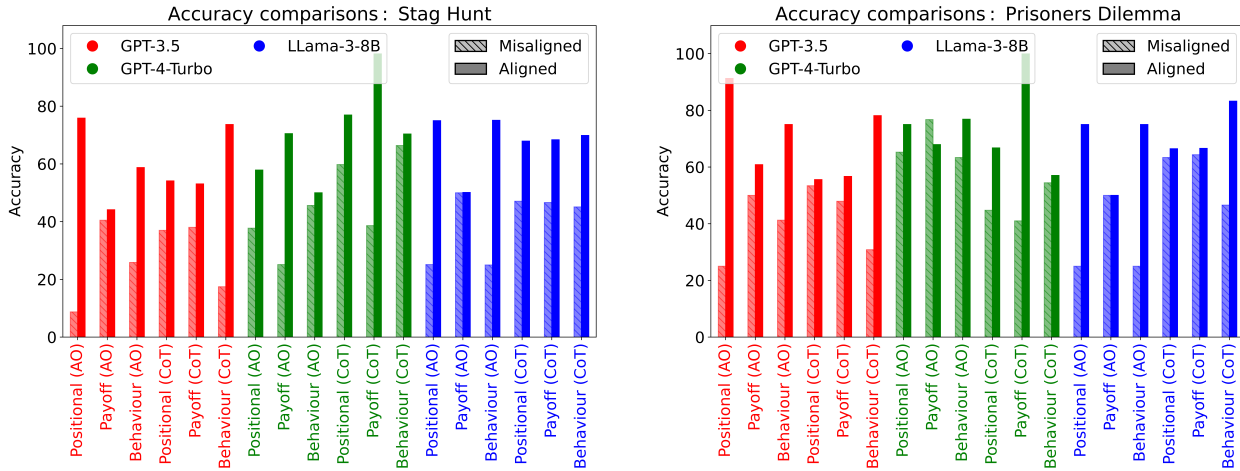 Accuracy comparisons : Stag Hunt
GPT-3.5
GPT-4-Turbo
LLama-3-8B
Misaligned
Aligned
Accuracy
100
80
60
40
20
0
Positional (AO)
Payoff (AO)
Behaviour (AO)
Positional (CoT)
Payoff (CoT)
Behaviour (CoT)
Positional (AO)
Payoff (AO)
Behaviour (AO)
Positional (CoT)
Payoff (CoT)
Behaviour (CoT)
Positional (AO)
Payoff (AO)
Behaviour (AO)
Positional (CoT)
Payoff (CoT)
Behaviour (CoT)
Accuracy comparisons : Prisoners Dilemma
GPT-3.5
GPT-4-Turbo
LLama-3-8B
Misaligned
Aligned
Accuracy
100
80
60
40
20
0
Positional (AO)
Payoff (AO)
Behaviour (AO)
Positional (CoT)
Payoff (CoT)
Behaviour (CoT)
Positional (AO)
Payoff (AO)
Behaviour (AO)
Positional (CoT)
Payoff (CoT)
Behaviour (CoT)
Positional (AO)
Payoff (AO)
Behaviour (AO)
Positional (CoT)
Payoff (CoT)
Behaviour (CoT)